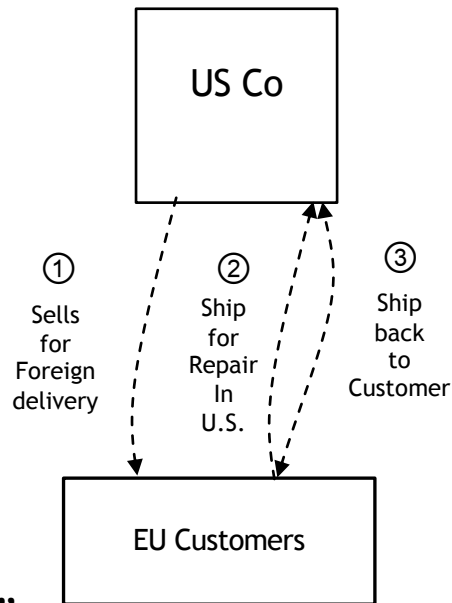 US Co
①
Sells
for
Foreign
delivery
②
Ship
for
Repair
In
U.S.
③
Ship
back
to
Customer
EU Customers
”